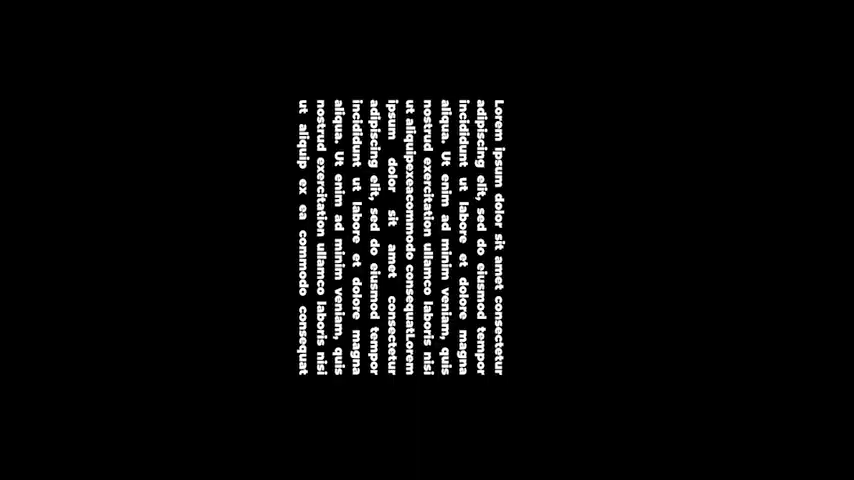 Lorem ipsum dolor sit amet consectetur
adipiscing elit, sed do eiusmod tempor
incididunt ut labore et dolore magna
aliqua. Ut enim ad minim veniam, quis
nostrud exercitation ullamco laboris nisi
ut aliquipexeacommodo consequatLorem
ipsum dolor sit amet consectetur
adipiscing elit, sed do eiusmod tempor
incididunt ut labore et dolore magna
aliqua. Ut enim ad minim veniam, quis
nostrud exercitation ullamco laboris nisi
ut aliquip ex ea commodo consequat